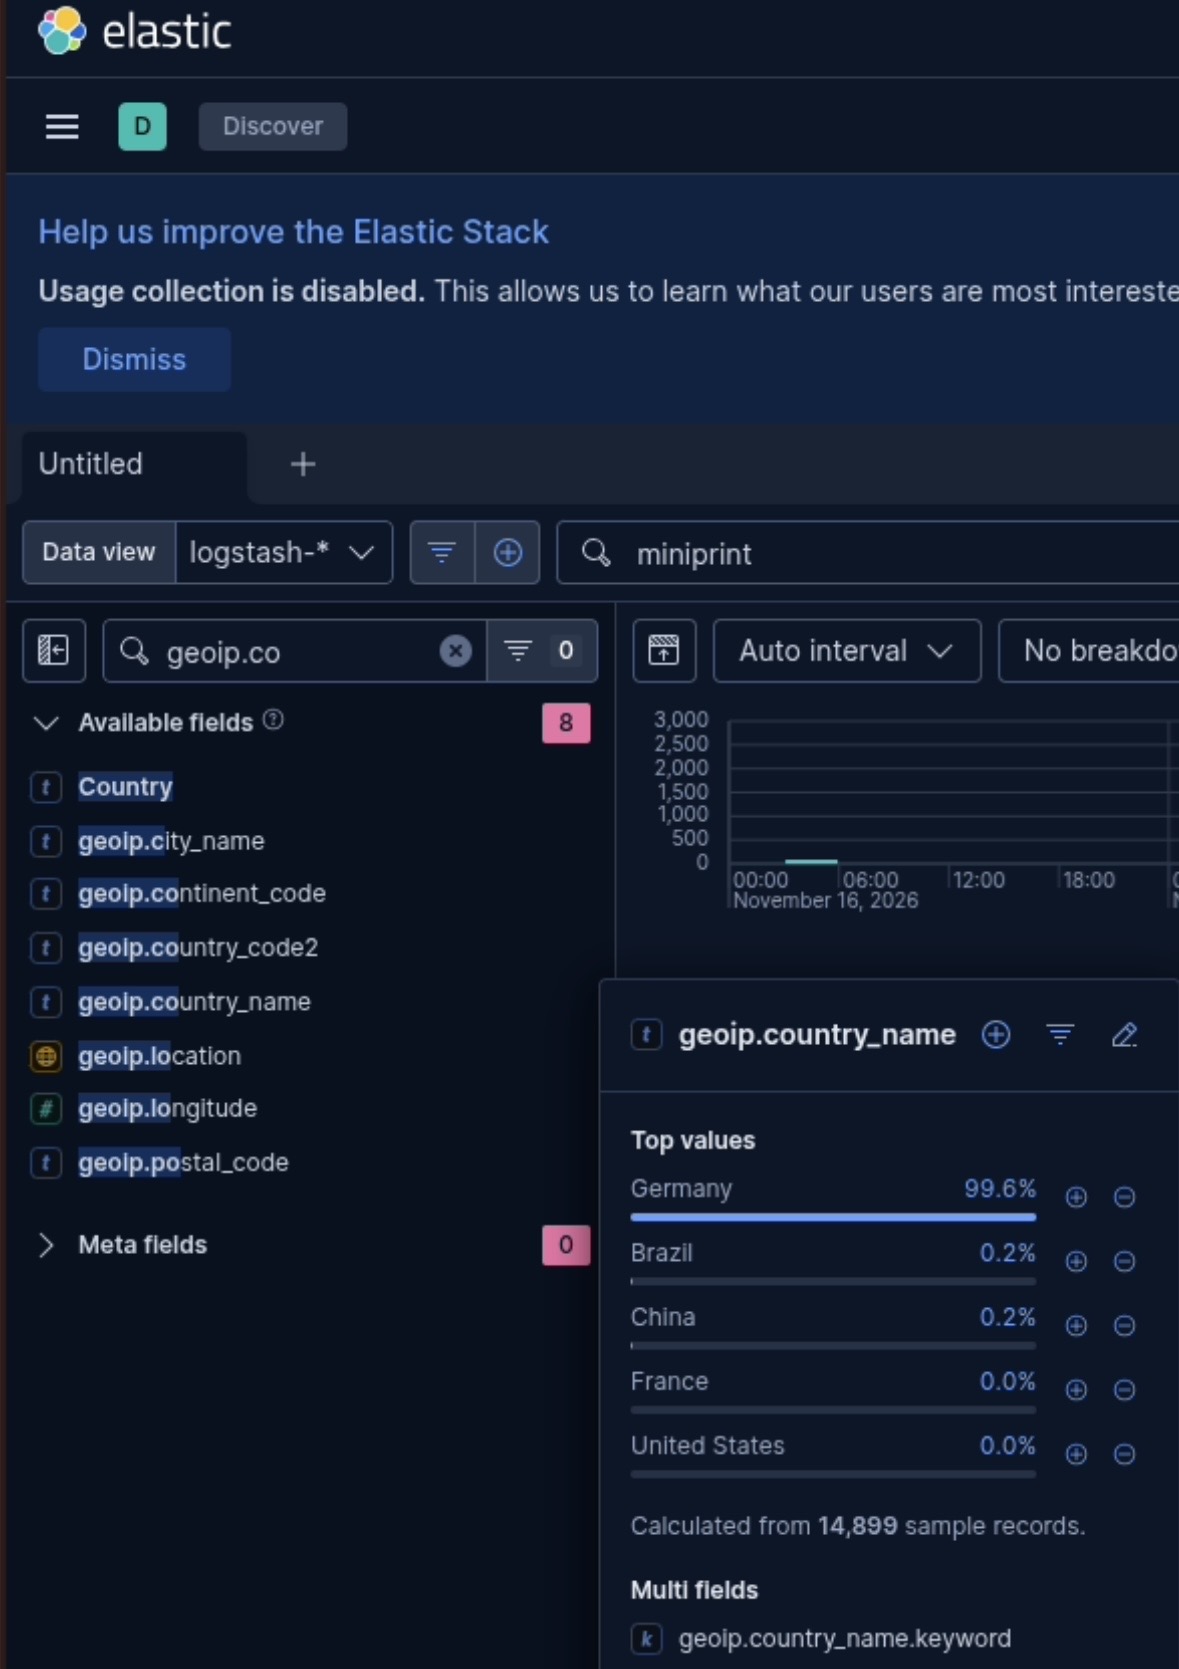 elastic
D Discover
Help us improve the Elastic Stack
Usage collection is disabled. This allows us to learn what our users are most intereste
Dismiss
Untitled
Data view logstash-* miniprint
geoip.co 0
Auto interval No breakdo
Available fields 8
t Country
t geoip.city_name
t geoip.continent_code
t geoip.country_code2
t geoip.country_name
geoip.location
# geoip.longitude
t geoip.postal_code
Meta fields 0
3,000
2,500
2,000
1,500
1,000
500
0
00:00 06:00 12:00 18:00
November 16, 2026
t geoip.country_name
Top values
Germany 99.6%
Brazil 0.2%
China 0.2%
France 0.0%
United States 0.0%
Calculated from 14,899 sample records.
Multi fields
k geoip.country_name.keyword